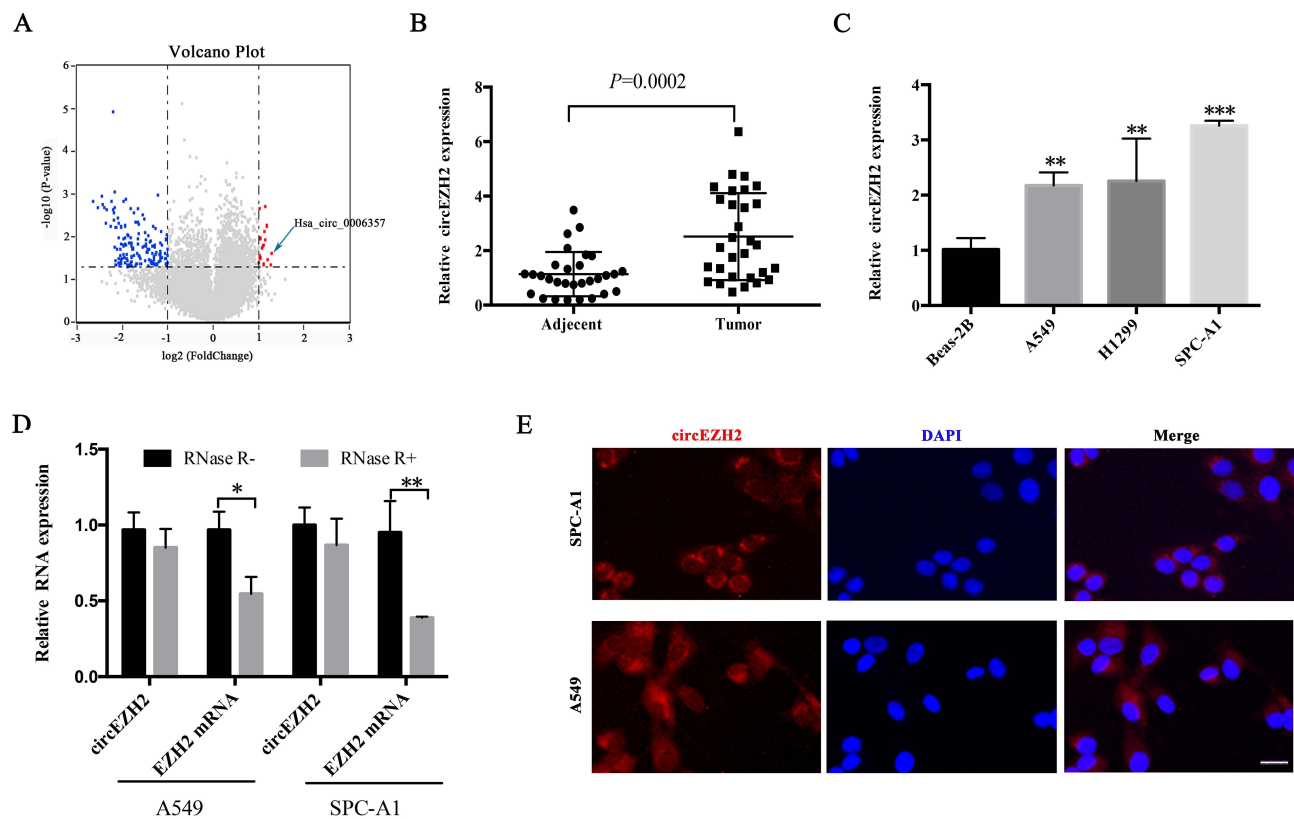 A
Volcano Plot
-log10 (P-value)
6
5
4
3
2
1
0
Hsa_circ_0006357
-3
-2
-1
0
1
2
3
log2 (FoldChange)
B
P=0.0002
Relative circEZH2 expression
8
6
4
2
0
Adjecent
Tumor
C
Relative circEZH2 expression
4
3
2
1
0
**
**
***
Beas-2B
A549
H1299
SPC-A1
D
Relative RNA expression
1.5
1.0
0.5
0.0
RNase R-
RNase R+
*
**
circEZH2
EZH2 mRNA
circEZH2
EZH2 mRNA
A549
SPC-A1
E
circEZH2
DAPI
Merge
SPC-A1
A549